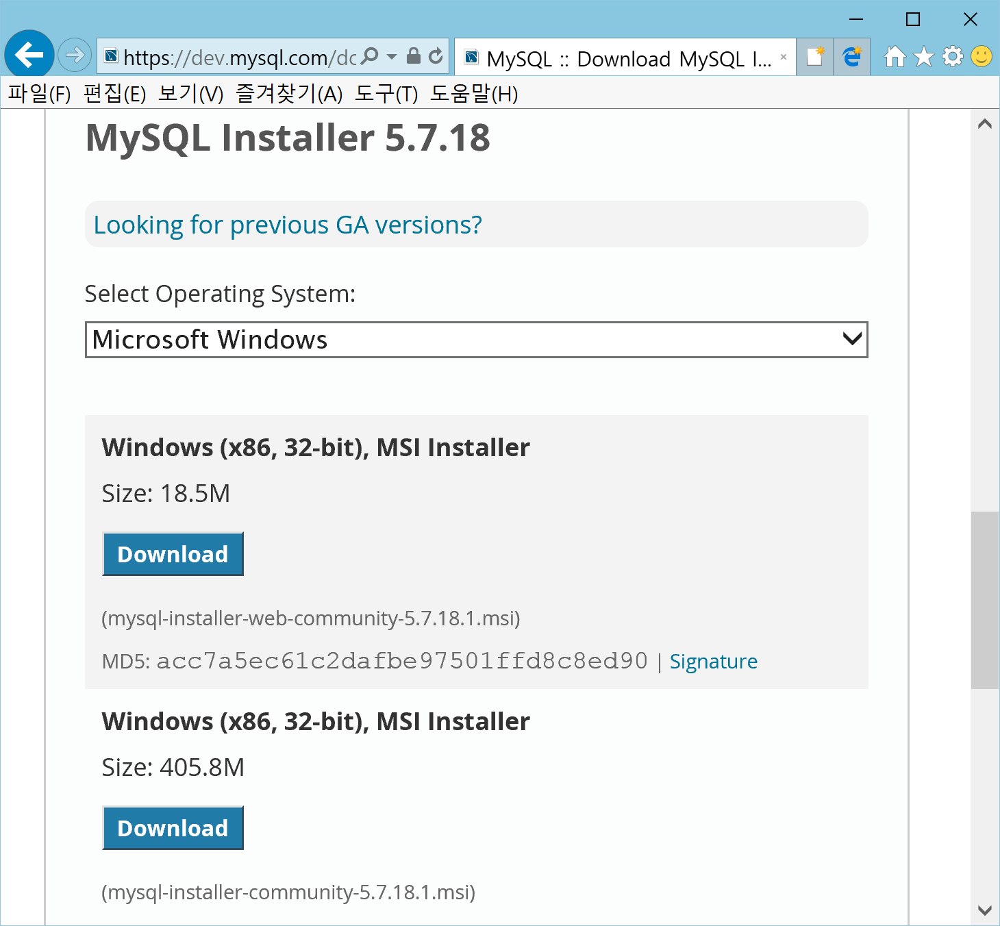 https://dev.mysql.com/dc
MySQL :: Download MySQL I...
파일(F) 편집(E) 보기(V) 즐겨찾기(A) 도구(T) 도움말(H)
MySQL Installer 5.7.18
Looking for previous GA versions?
Select Operating System:
Microsoft Windows
Windows (x86, 32-bit), MSI Installer
Size: 18.5M
Download
(mysql-installer-web-community-5.7.18.1.msi)
MD5: acc7a5ec61c2dafbe97501ffd8c8ed90 | Signature
Windows (x86, 32-bit), MSI Installer
Size: 405.8M
Download
(mysql-installer-community-5.7.18.1.msi)